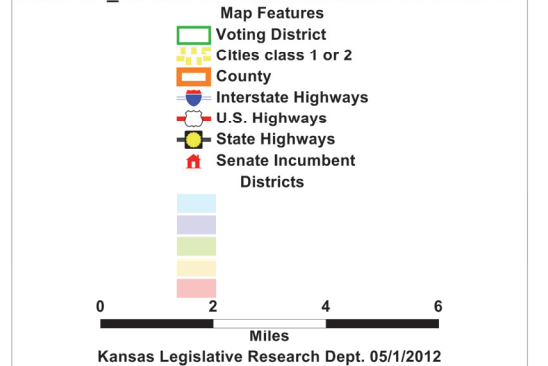 Map Features
Voting District
Cities class 1 or 2
County
Interstate Highways
U.S. Highways
State Highways
Senate Incumbent
Districts
0 2 4 6
Miles
Kansas Legislative Research Dept. 05/1/2012